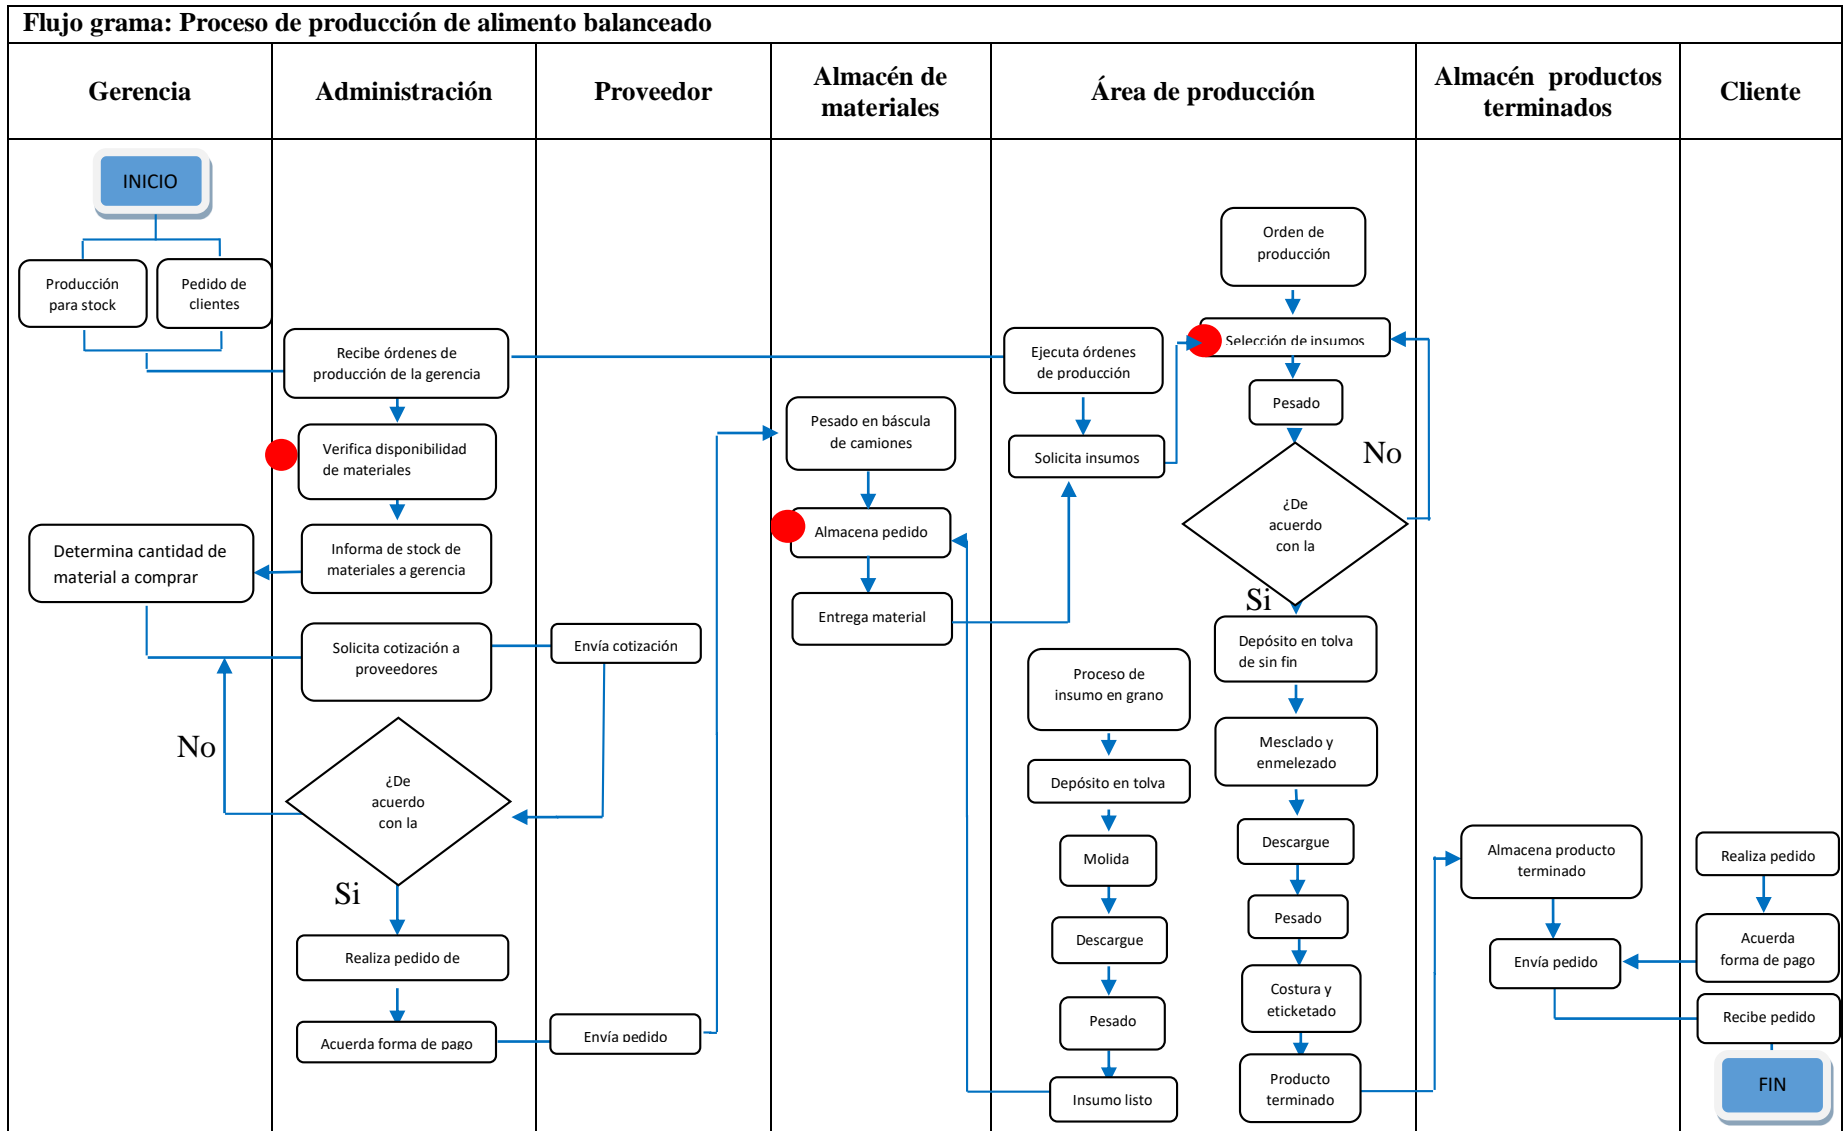 Flujo grama: Proceso de producción de alimento balanceado
Gerencia
Administración
Proveedor
Almacén de
materiales
Área de producción
Almacén productos
terminados
Cliente
INICIO
Producción
para stock
Pedido de
clientes
Determina cantidad de
material a comprar
No
Recibe órdenes de
producción de la gerencia
Verifica disponibilidad
de materiales
Informa de stock de
materiales a gerencia
Solicita cotización a
proveedores
¿De
acuerdo
con la
Si
Realiza pedido de
Acuerda forma de pago
Envía cotización
Envía pedido
Pesado en báscula
de camiones
Almacena pedido
Entrega material
Ejecuta órdenes
de producción
Solicita insumos
Proceso de
insumo en grano
Depósito en tolva
Molida
Descargue
Pesado
Insumo listo
Orden de
producción
Selección de insumos
Pesado
No
¿De
acuerdo
con la
Si
Depósito en tolva
de sin fin
Mesclado y
enmelezado
Descargue
Pesado
Costura y
eticketado
Producto
terminado
Almacena producto
terminado
Envía pedido
Realiza pedido
Acuerda
forma de pago
Recibe pedido
FIN